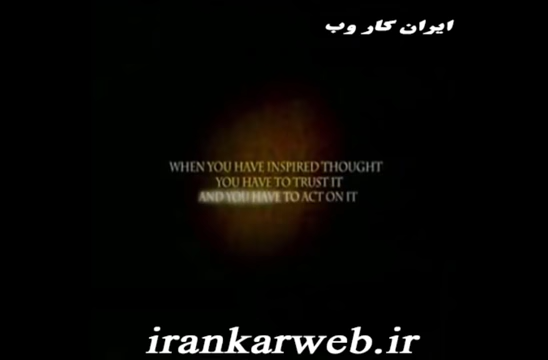 ایران کار وب
WHEN YOU HAVE INSPIRED THOUGHT
YOU HAVE TO TRUST IT
AND YOU HAVE TO ACT ON IT
irankarweb.ir